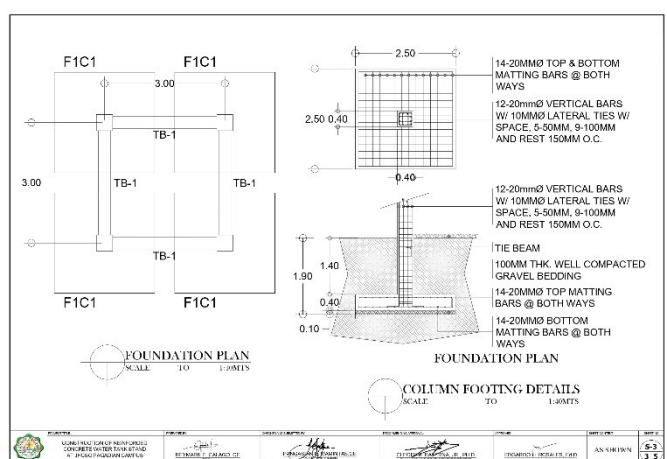 F1C1
F1C1
3.00
TB-1
3.00
TB-1
TB-1
TB-1
F1C1
F1C1
FOUNDATION PLAN
SCALE TO 1:30MTS
2.50
2.50
0.40
0.40
14-20MMØ TOP & BOTTOM
MATTING BARS @ BOTH
WAYS
12-20mmØ VERTICAL BARS
W/ 10MMØ LATERAL TIES W/
SPACE, 5-50MM, 9-100MM
AND REST 150MM O.C.
12-20mmØ VERTICAL BARS
W/ 10MMØ LATERAL TIES W/
SPACE, 5-50MM, 9-100MM
AND REST 150MM O.C.
TIE BEAM
100MM THK. WELL COMPACTED
GRAVEL BEDDING
14-20MMØ TOP MATTING
BARS @ BOTH WAYS
14-20MMØ BOTTOM
MATTING BARS @ BOTH
WAYS
1.90
1.40
0.40
0.10
FOUNDATION PLAN
COLUMN FOOTING DETAILS
SCALE TO 1:40MTS
CONSTRUCTION OF REINFORCED
CONCRETE WATER TANK STAND
PAGADIAN CAMPUS
AS SHOWN
S-3
3 5